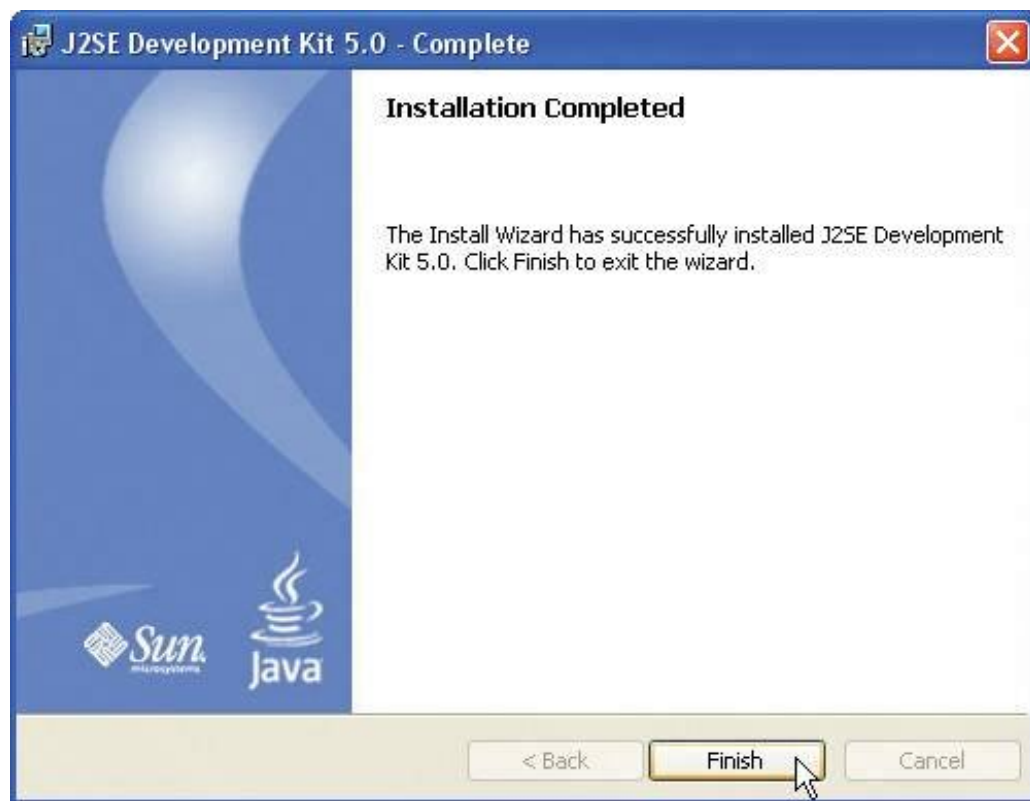 J2SE Development Kit 5.0 - Complete
Installation Completed
The Install Wizard has successfully installed J2SE Development
Kit 5.0. Click Finish to exit the wizard.
Sun
microsystems
Java
< Back
Finish
Cancel